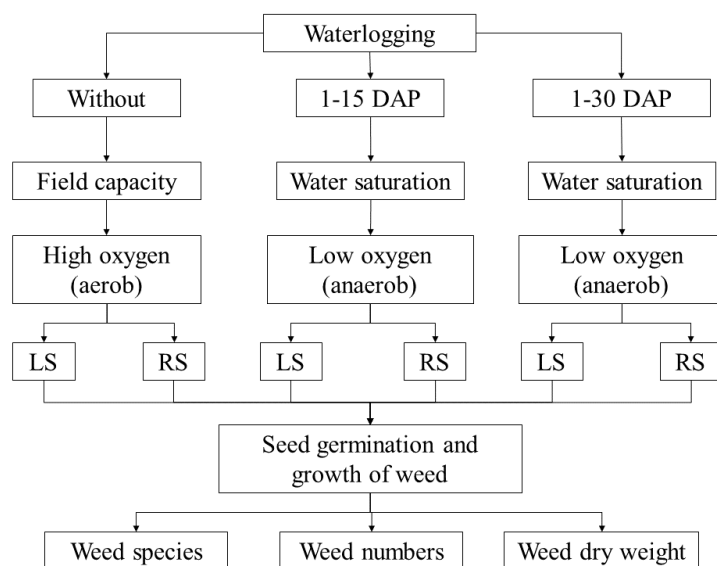 Waterlogging
Without
1-15 DAP
1-30 DAP
Field capacity
Water saturation
Water saturation
High oxygen
(aerob)
Low oxygen
(anaerob)
Low oxygen
(anaerob)
LS
RS
LS
RS
LS
RS
Seed germination and
growth of weed
Weed species
Weed numbers
Weed dry weight